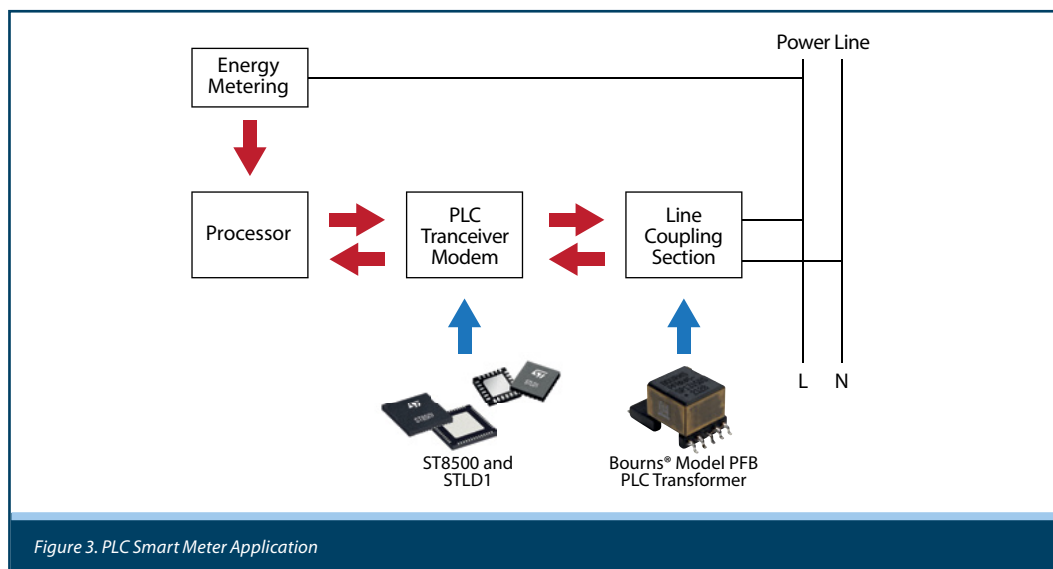 Power Line
Energy
Metering
Processor
PLC
Tranceiver
Modem
Line
Coupling
Section
L N
ST8500
ST8500 and
STLD1
Bourns® Model PFB
PLC Transformer
Figure 3. PLC Smart Meter Application